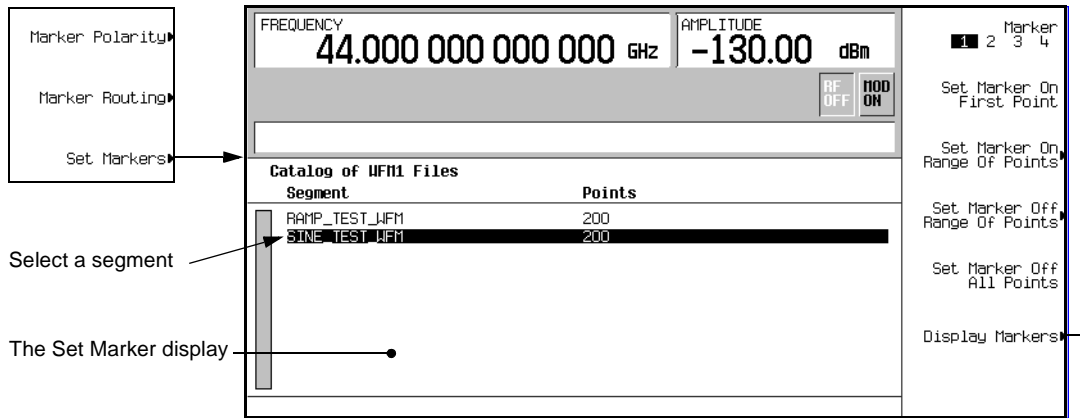 Marker Polarity
Marker Routing
Set Markers
Select a segment
The Set Marker display
FREQUENCY
44.000 000 000 000 GHz
AMPLITUDE
-130.00 dBm
RF OFF
MOD ON
Catalog of WFM1 Files
Segment Points
RAMP_TEST_WFM 200
SINE_TEST_WFM 200
Marker
1 2 3 4
Set Marker On
First Point
Set Marker On
Range Of Points
Set Marker Off
Range Of Points
Set Marker Off
All Points
Display Markers